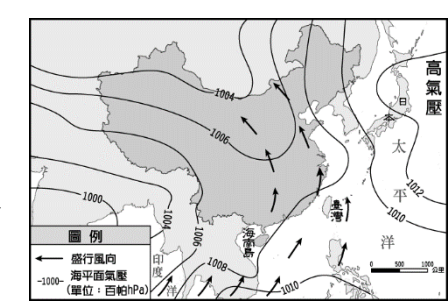 高氣壓
1004
1006
日本
太平洋
1000
1004
1006
1008
1010
1012
1010
臺灣
海南島
印度洋
圖例
盛行風向
-1000- 海平面氣壓
(單位：百帕hPa)
0 500 1000
公里